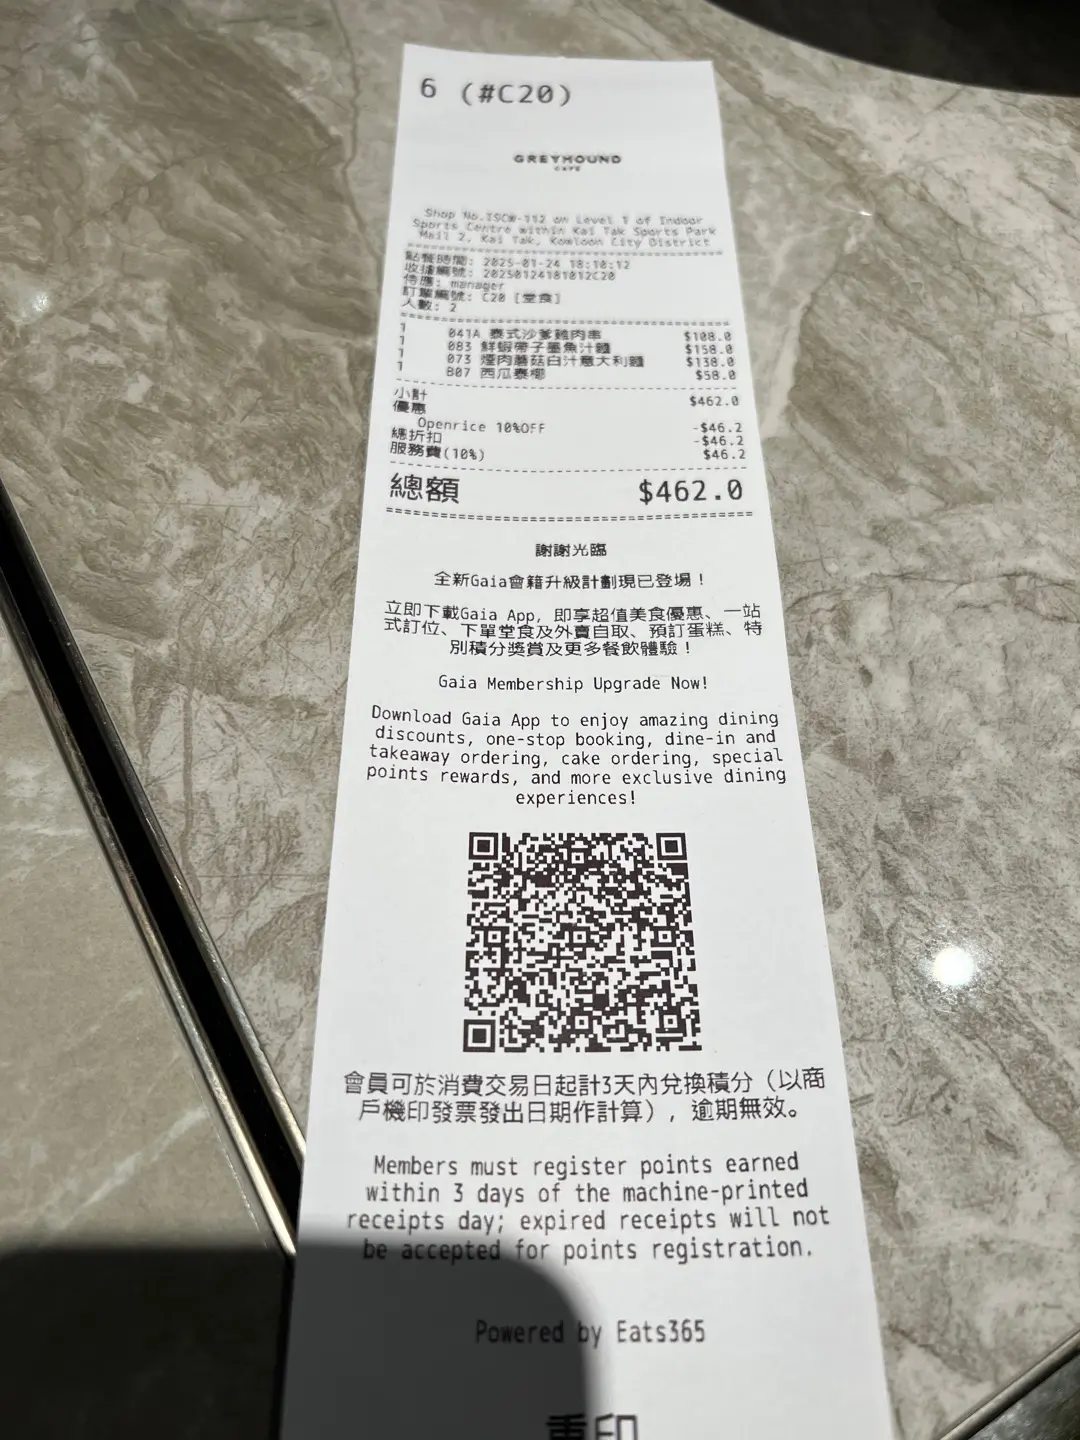 6 (#C20)
GREYHOUND
CAFE
Shop No.ISCW-112 on Level 1 of Indoor
Sports Centre within Kai Tak Sports Park
Mall 2, Kai Tak, Kowloon City District
點餐時間: 2025-01-24 18:10:12
收據編號: 20250124181012C20
侍應: manager
訂單編號: C20 [堂食]
人數: 2
1 041A 泰式沙爹雞肉串 $108.0
1 083 鮮蝦帶子墨魚汁麵 $158.0
1 073 煙肉蘑菇白汁意大利麵 $138.0
1 B07 西瓜泰椰 $58.0
小計 $462.0
優惠
Openrice 10%OFF -$46.2
總折扣 -$46.2
服務費(10%) $46.2
總額 $462.0
謝謝光臨
全新Gaia會籍升級計劃現已登場！
立即下載Gaia App, 即享超值美食優惠、一站
式訂位、下單堂食及外賣自取、預訂蛋糕、特
別積分獎賞及更多餐飲體驗！
Gaia Membership Upgrade Now!
Download Gaia App to enjoy amazing dining
discounts, one-stop booking, dine-in and
takeaway ordering, cake ordering, special
points rewards, and more exclusive dining
experiences!
會員可於消費交易日起計3天內兌換積分（以商
戶機印發票發出日期作計算）, 逾期無效。
Members must register points earned
within 3 days of the machine-printed
receipts day; expired receipts will not
be accepted for points registration.
Powered by Eats365
重印